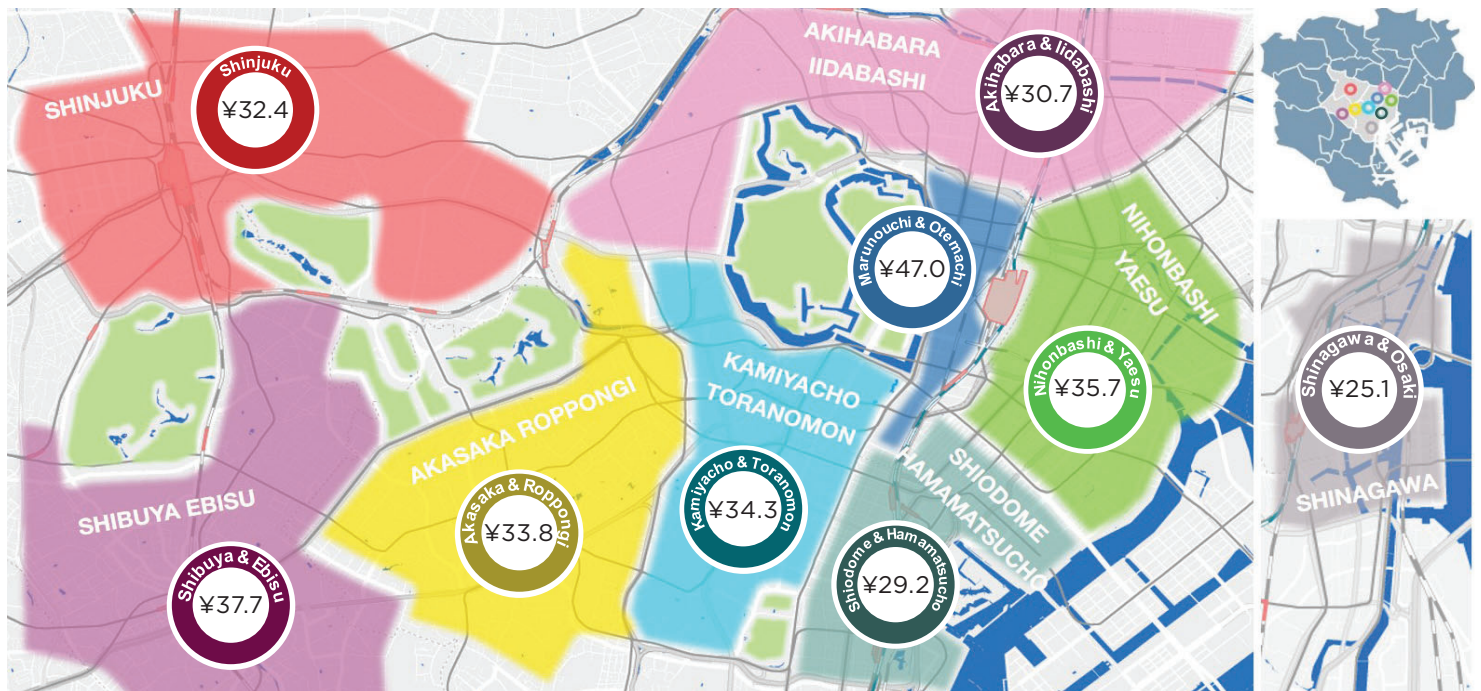 SHINJUKU
Shinjuku
¥32.4
AKIHABARA
IIDABASHI
Akihabara & Iidabashi
¥30.7
Marunouchi & Otemachi
¥47.0
NIHONBASHI
YAESU
Nihonbashi & Yaesu
¥35.7
Shinagawa & Osaki
¥25.1
SHINAGAWA
KAMIYACHO
TORANOMON
Kamiyacho & Toranomon
¥34.3
AKASAKA ROPPONGI
Akasaka & Roppongi
¥33.8
SHIBUYA EBISU
Shibuya & Ebisu
¥37.7
SHIODOME
HAMAMATSUCHO
Shiodome & Hamamatsucho
¥29.2